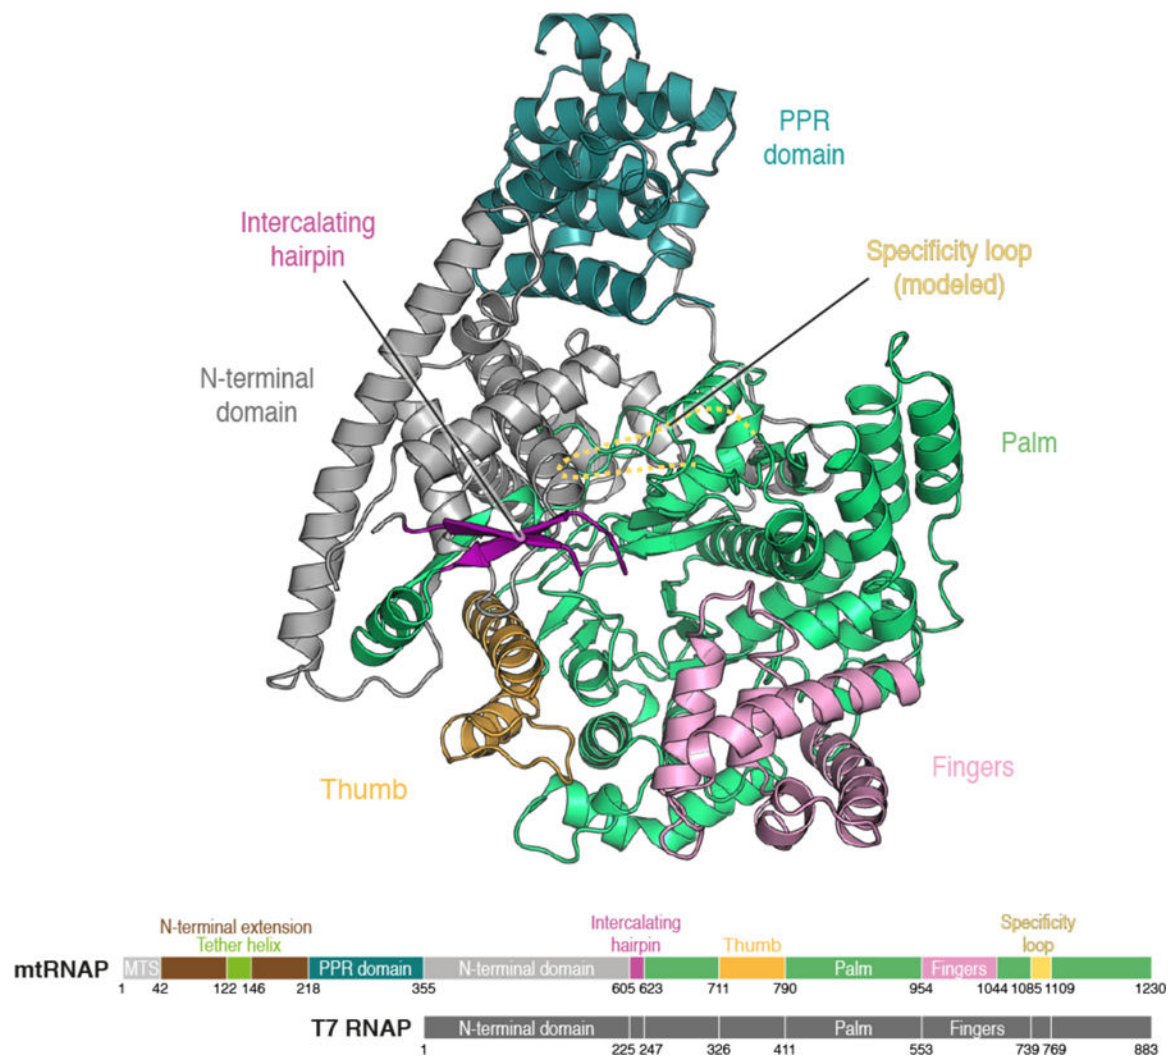 PPR
domain
Intercalating
hairpin
Specificity loop
(modeled)
N-terminal
domain
Palm
Thumb
Fingers
N-terminal extension
Tether helix
Intercalating
hairpin
Thumb
Specificity
loop
mtRNAP MTS PPR domain N-terminal domain Palm Fingers
1 42 122 146 218 355 605 623 711 790 954 1044 1085 1109 1230
T7 RNAP N-terminal domain Palm Fingers
1 225 247 326 411 553 739 769 883